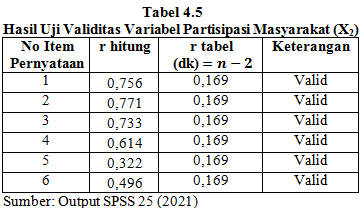 Tabel 4.5
Hasil Uji Validitas Variabel Partisipasi Masyarakat (X₂)
No Item Pernyataan r hitung r tabel (dk) = n − 2 Keterangan
1 0,756 0,169 Valid
2 0,771 0,169 Valid
3 0,733 0,169 Valid
4 0,614 0,169 Valid
5 0,322 0,169 Valid
6 0,496 0,169 Valid
Sumber: Output SPSS 25 (2021)